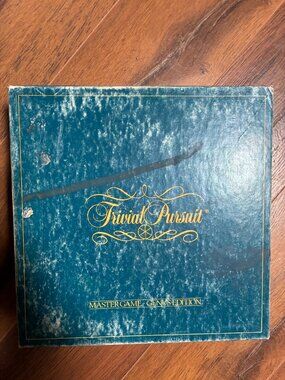 Trivial Pursuit
MASTER GAME - GENUS EDITION